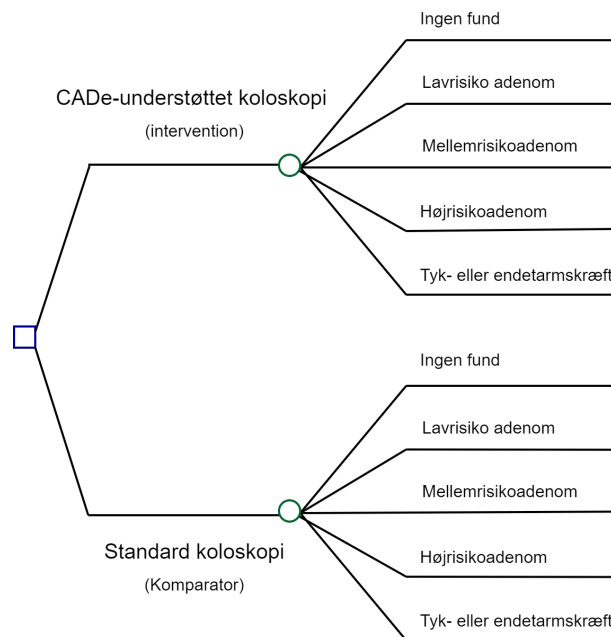 Ingen fund
Lavrisiko adenom
CADe-understøttet koloskopi
(intervention)
Mellemrisikoadenom
Højrisikoadenom
Tyk- eller endetarmskræft
Ingen fund
Lavrisiko adenom
Mellemrisikoadenom
Standard koloskopi
(Komparator)
Højrisikoadenom
Tyk- eller endetarmskræft